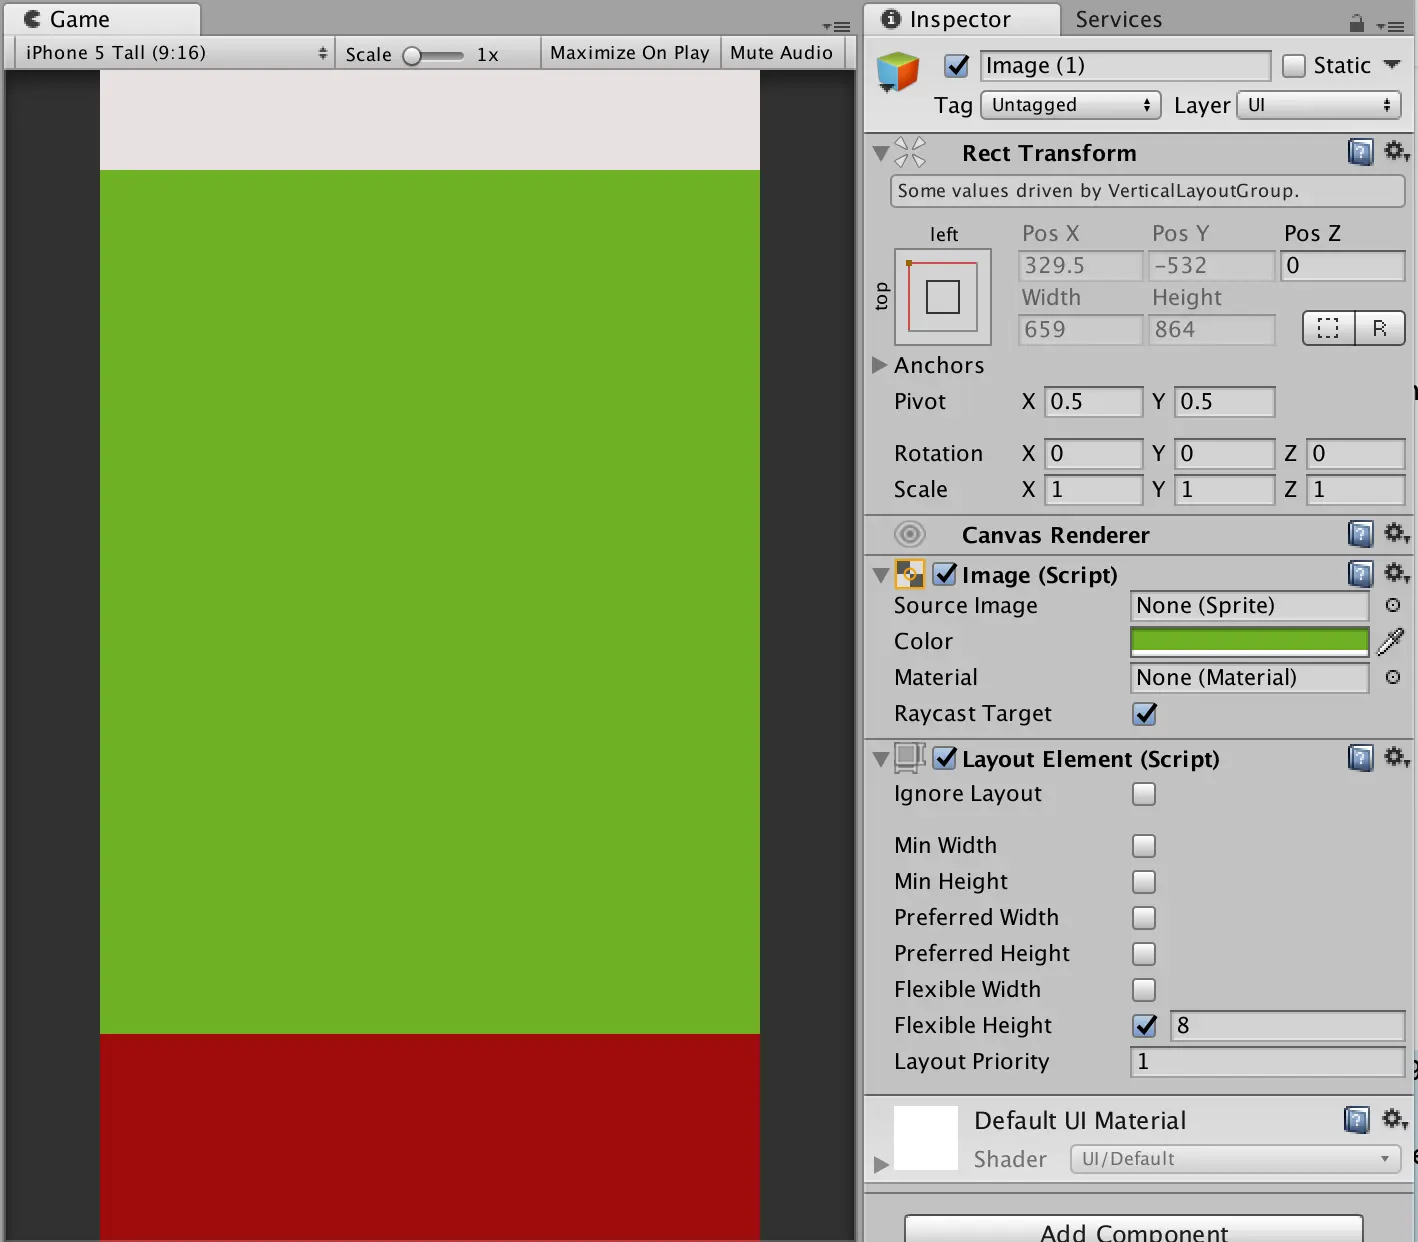 Game
iPhone 5 Tall (9:16)
Scale
1x
Maximize On Play
Mute Audio
Inspector
Services
Image (1)
Static
Tag
Untagged
Layer
UI
Rect Transform
Some values driven by VerticalLayoutGroup.
left
top
Pos X
Pos Y
Pos Z
329.5
-532
0
Width
Height
659
864
R
Anchors
Pivot
X 0.5
Y 0.5
Rotation
X 0
Y 0
Z 0
Scale
X 1
Y 1
Z 1
Canvas Renderer
Image (Script)
Source Image
None (Sprite)
Color
Material
None (Material)
Raycast Target
Layout Element (Script)
Ignore Layout
Min Width
Min Height
Preferred Width
Preferred Height
Flexible Width
Flexible Height
8
Layout Priority
1
Default UI Material
Shader
UI/Default
Add Component